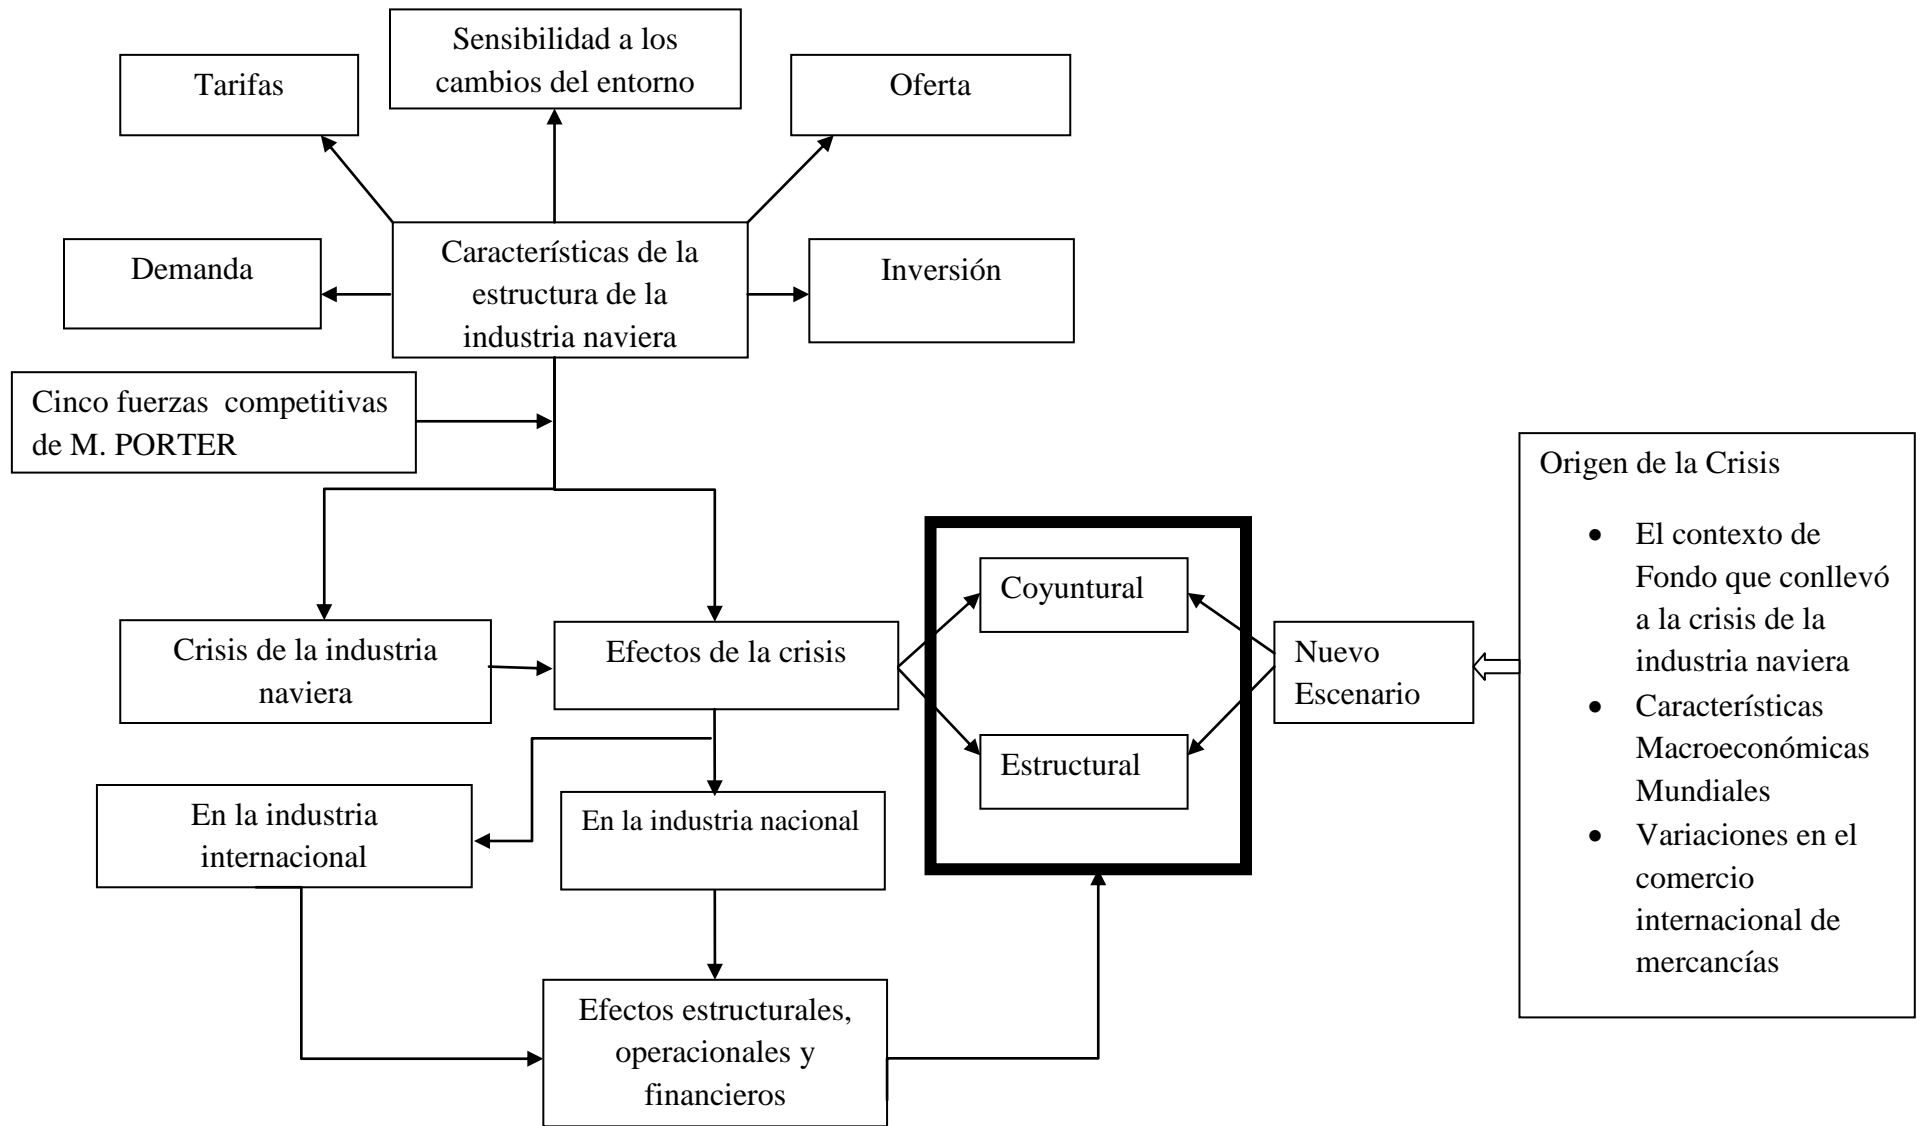 Sensibilidad a los
cambios del entorno
Tarifas
Oferta
Demanda
Características de la
estructura de la
industria naviera
Inversión
Cinco fuerzas competitivas
de M. PORTER
Origen de la Crisis
• El contexto de
Fondo que conllevó
a la crisis de la
industria naviera
• Características
Macroeconómicas
Mundiales
• Variaciones en el
comercio
internacional de
mercancías
Coyuntural
Crisis de la industria
naviera
Efectos de la crisis
Nuevo
Escenario
Estructural
En la industria
internacional
En la industria nacional
Efectos estructurales,
operacionales y
financieros